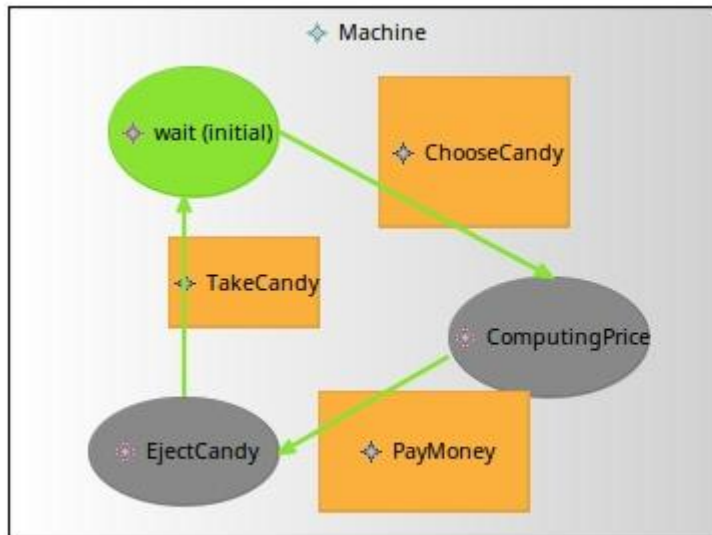 Machine
wait (initial)
ChooseCandy
TakeCandy
ComputingPrice
EjectCandy
PayMoney